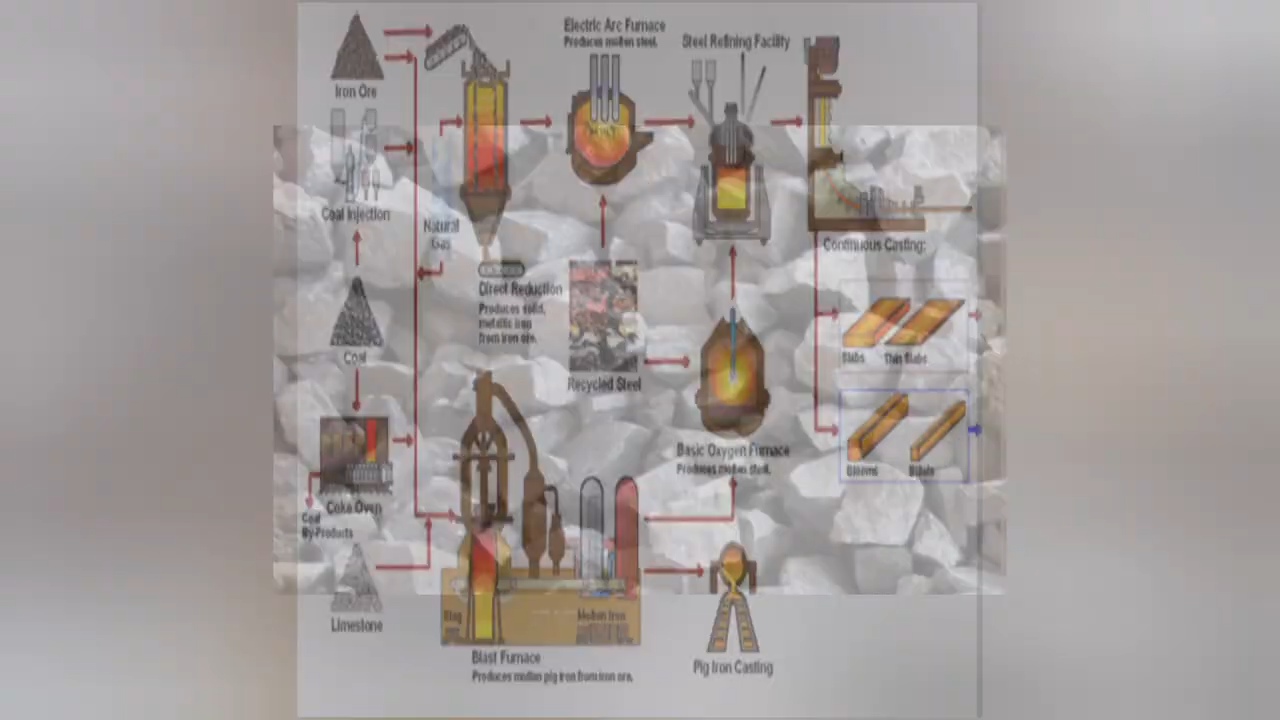 Electric Arc Furnace
Produces molten steel.
Steel Refining Facility
Iron Ore
Coal Injection
Natural
Gas
Continuous Casting:
Direct Reduction
Produces solid,
metallic iron
from iron ore.
Coal
Recycled Steel
Slabs
Thin Slabs
Basic Oxygen Furnace
Produces molten steel.
Blooms
Billets
Coke Oven
Coal
By-Products
Limestone
Slag
Molten Iron
Blast Furnace
Produces molten pig iron from iron ore.
Pig Iron Casting